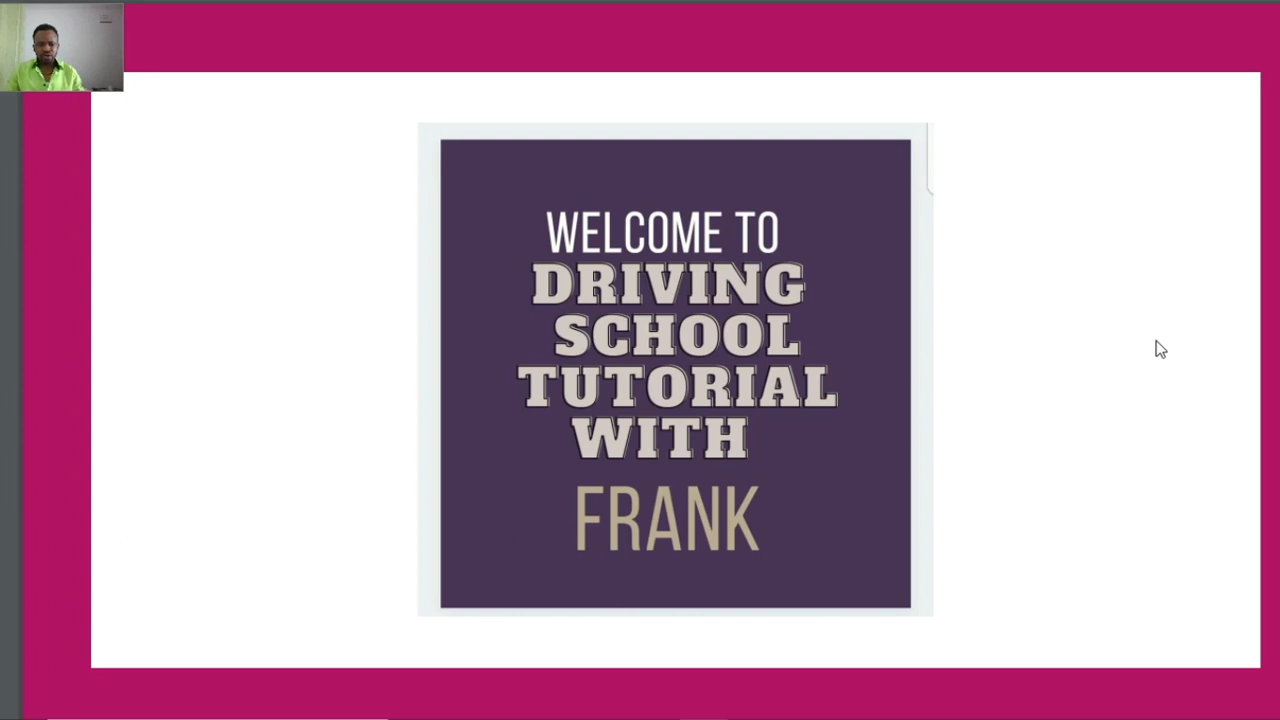 WELCOME TO
DRIVING
SCHOOL
TUTORIAL
WITH
FRANK